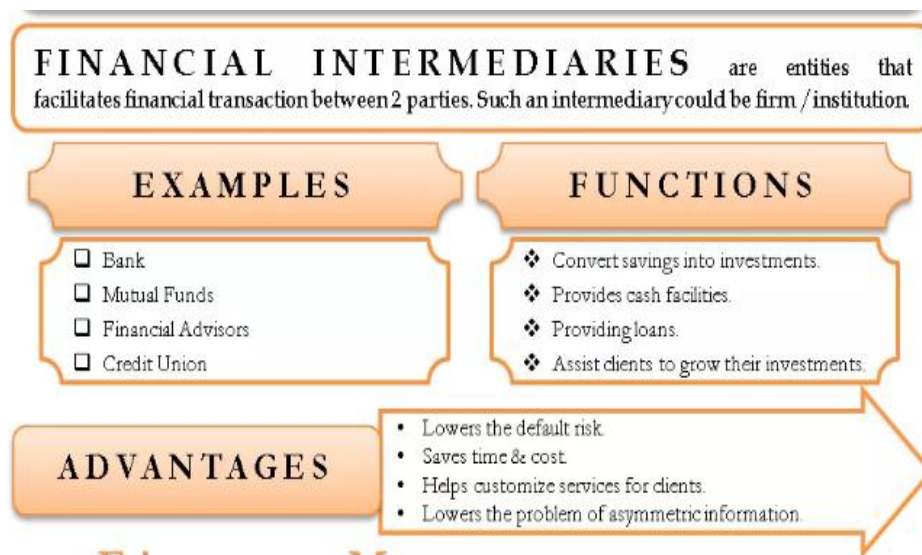 FINANCIAL INTERMEDIARIES are entities that
facilitates financial transaction between 2 parties. Such an intermediary could be firm / institution.
EXAMPLES
Bank
Mutual Funds
Financial Advisors
Credit Union
FUNCTIONS
Convert savings into investments.
Provides cash facilities.
Providing loans.
Assist clients to grow their investments.
ADVANTAGES
Lowers the default risk.
Saves time & cost.
Helps customize services for clients.
Lowers the problem of asymmetric information.